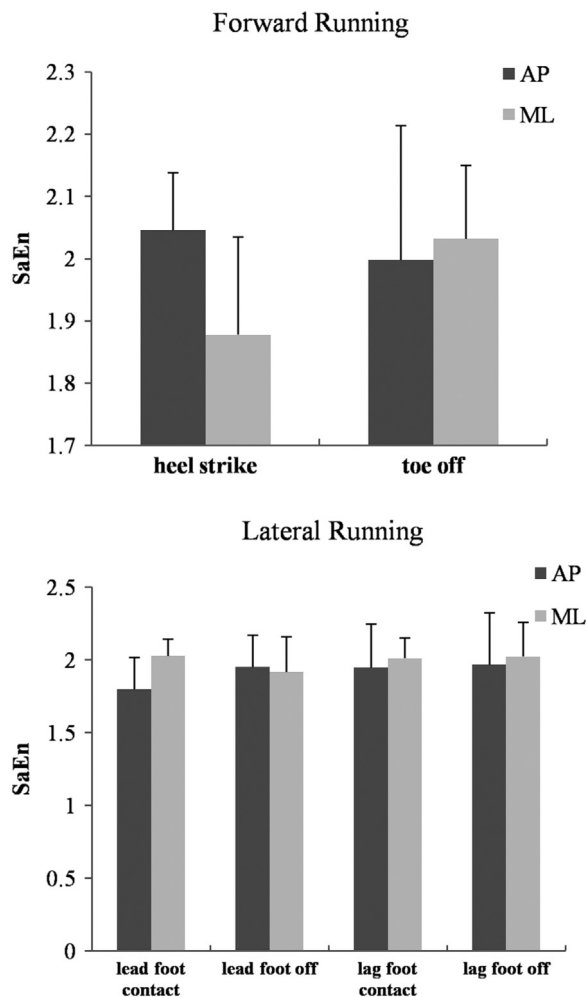 Forward Running
AP
ML
SaEn
2.3
2.2
2.1
2
1.9
1.8
1.7
heel strike
toe off
Lateral Running
AP
ML
SaEn
2.5
2
1.5
1
0.5
0
lead foot contact
lead foot off
lag foot contact
lag foot off